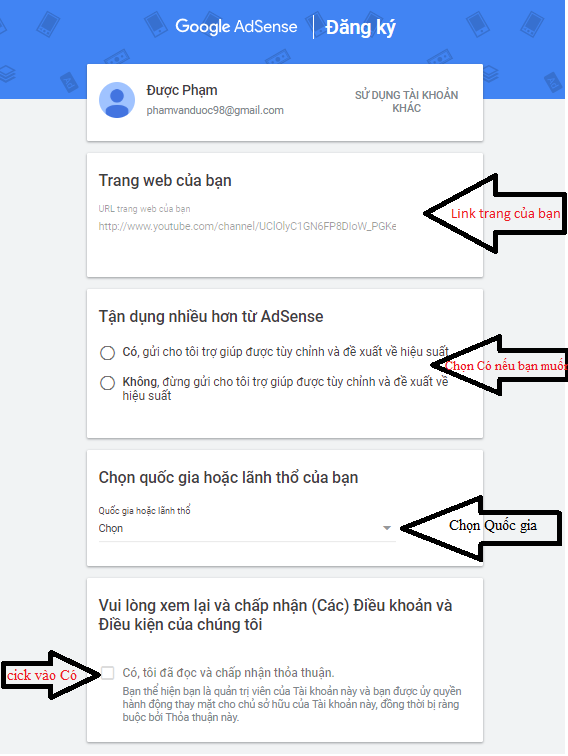 Google AdSense Đăng ký
Được Phạm
phamvanduoc98@gmail.com
SỬ DỤNG TÀI KHOẢN
KHÁC
Trang web của bạn
URL trang web của bạn
http://www.youtube.com/channel/UClOlyC1GN6FP8DIoW_PGKe
Link trang của bạn
Tận dụng nhiều hơn từ AdSense
Có, gửi cho tôi trợ giúp được tùy chỉnh và đề xuất về hiệu suất
Không, đừng gửi cho tôi trợ giúp được tùy chỉnh và đề xuất về
hiệu suất
Chọn Có nếu bạn muốn
Chọn quốc gia hoặc lãnh thổ của bạn
Quốc gia hoặc lãnh thổ
Chọn
Chọn Quốc gia
Vui lòng xem lại và chấp nhận (Các) Điều khoản và
Điều kiện của chúng tôi
cick vào Có
Có, tôi đã đọc và chấp nhận thỏa thuận.
Bạn thể hiện bạn là quản trị viên của Tài khoản này và bạn được ủy quyền
hành động thay mặt cho chủ sở hữu của Tài khoản này, đồng thời bị ràng
buộc bởi Thỏa thuận này.